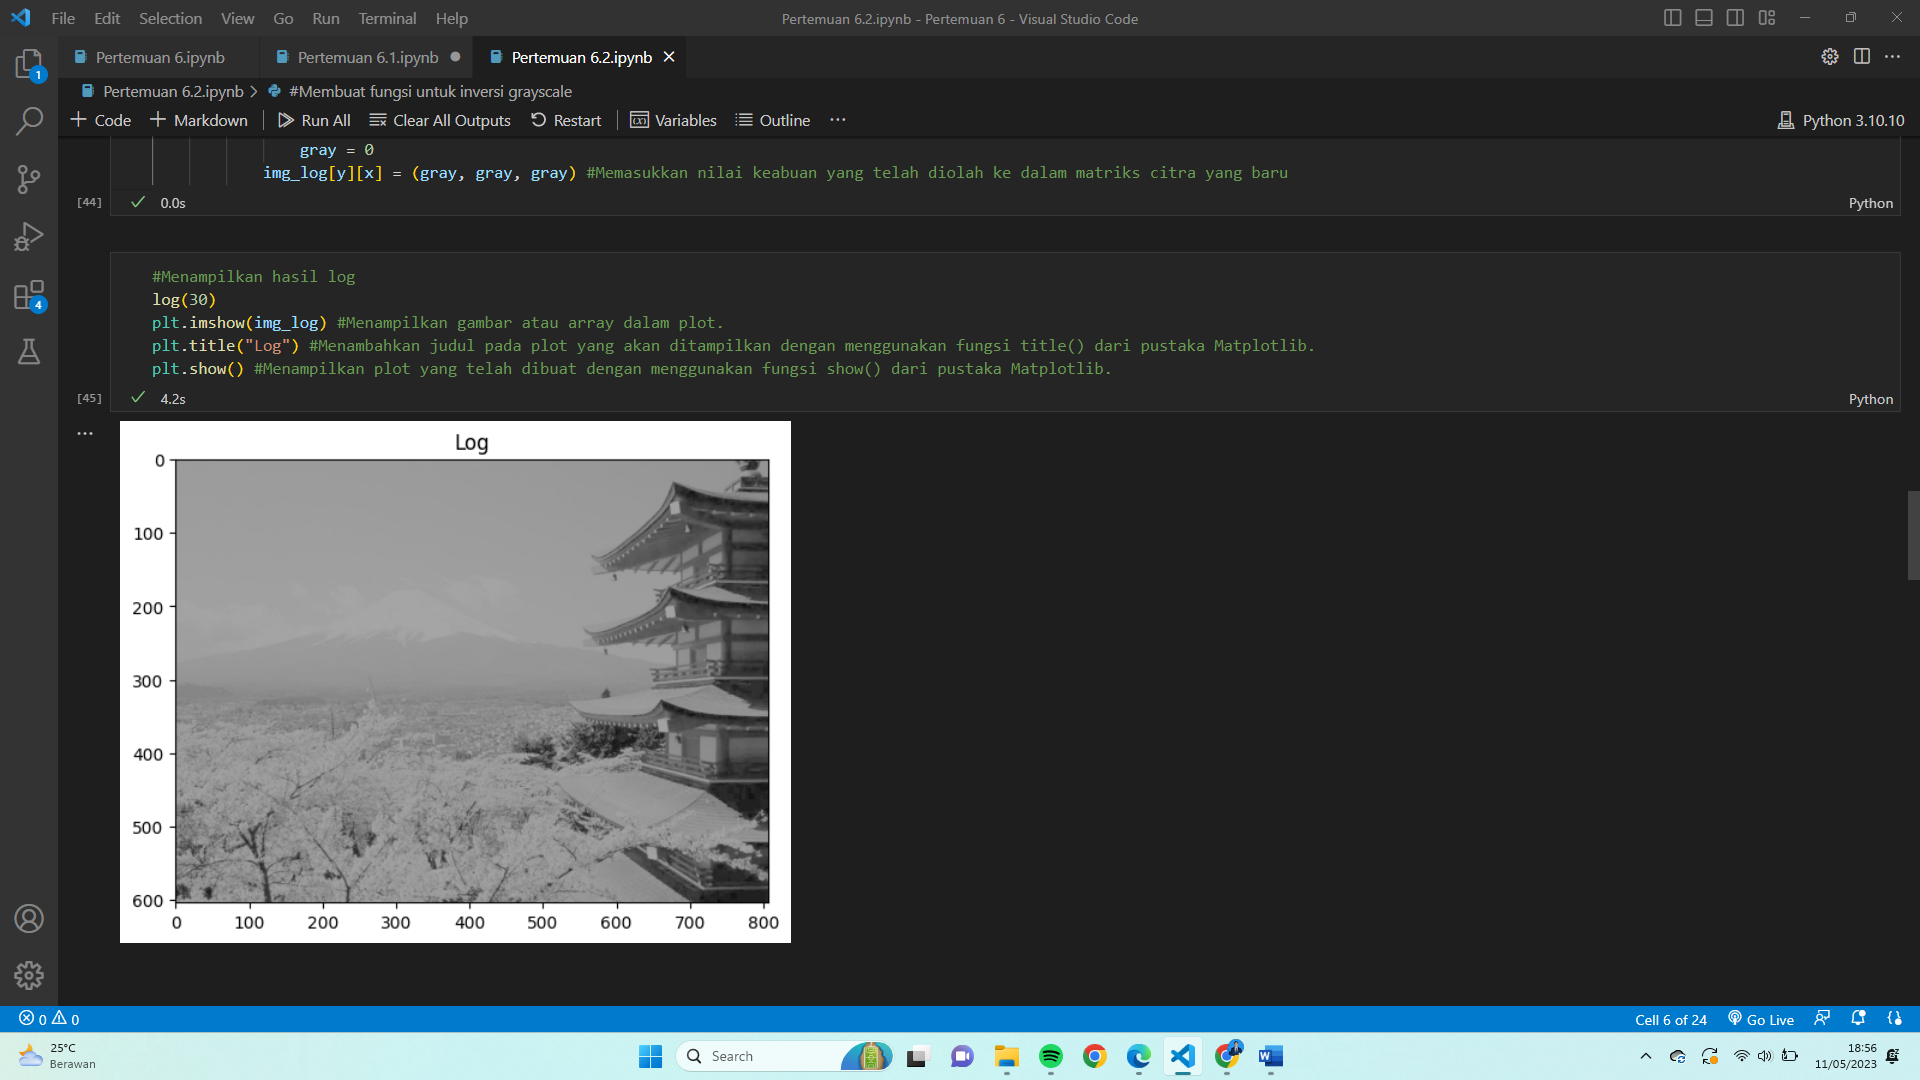 File Edit Selection View Go Run Terminal Help
Pertemuan 6.2.ipynb - Pertemuan 6 - Visual Studio Code
1
Pertemuan 6.ipynb
Pertemuan 6.1.ipynb
Pertemuan 6.2.ipynb
Pertemuan 6.2.ipynb > #Membuat fungsi untuk inversi grayscale
Code Markdown Run All Clear All Outputs Restart Variables Outline
Python 3.10.10
gray = 0
img_log[y][x] = (gray, gray, gray) #Memasukkan nilai keabuan yang telah diolah ke dalam matriks citra yang baru
[44] 0.0s Python
#Menampilkan hasil log
log(30)
4
plt.imshow(img_log) #Menampilkan gambar atau array dalam plot.
plt.title("Log") #Menambahkan judul pada plot yang akan ditampilkan dengan menggunakan fungsi title() dari pustaka Matplotlib.
plt.show() #Menampilkan plot yang telah dibuat dengan menggunakan fungsi show() dari pustaka Matplotlib.
[45] 4.2s Python
Log
0
100
200
300
400
500
600
0 100 200 300 400 500 600 700 800
0 0
Cell 6 of 24 Go Live
25°C
Berawan
Search
18:56
11/05/2023